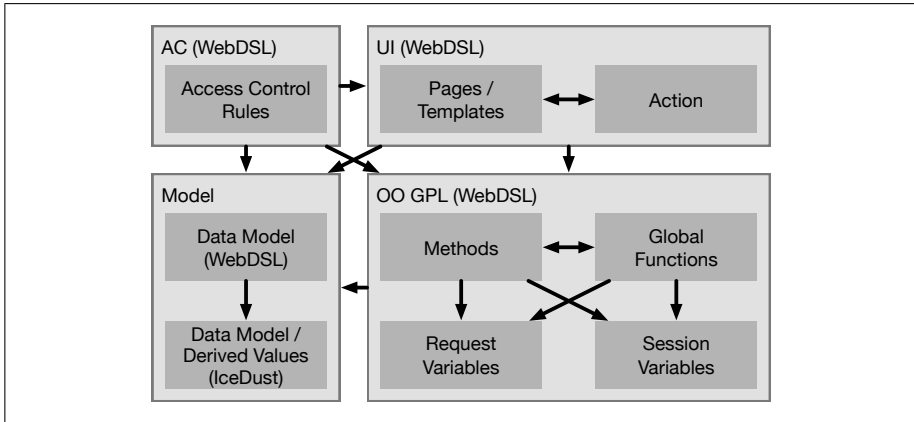 AC (WebDSL)
Access Control
Rules
UI (WebDSL)
Pages /
Templates
Action
Model
Data Model
(WebDSL)
Data Model /
Derived Values
(IceDust)
OO GPL (WebDSL)
Methods
Global
Functions
Request
Variables
Session
Variables